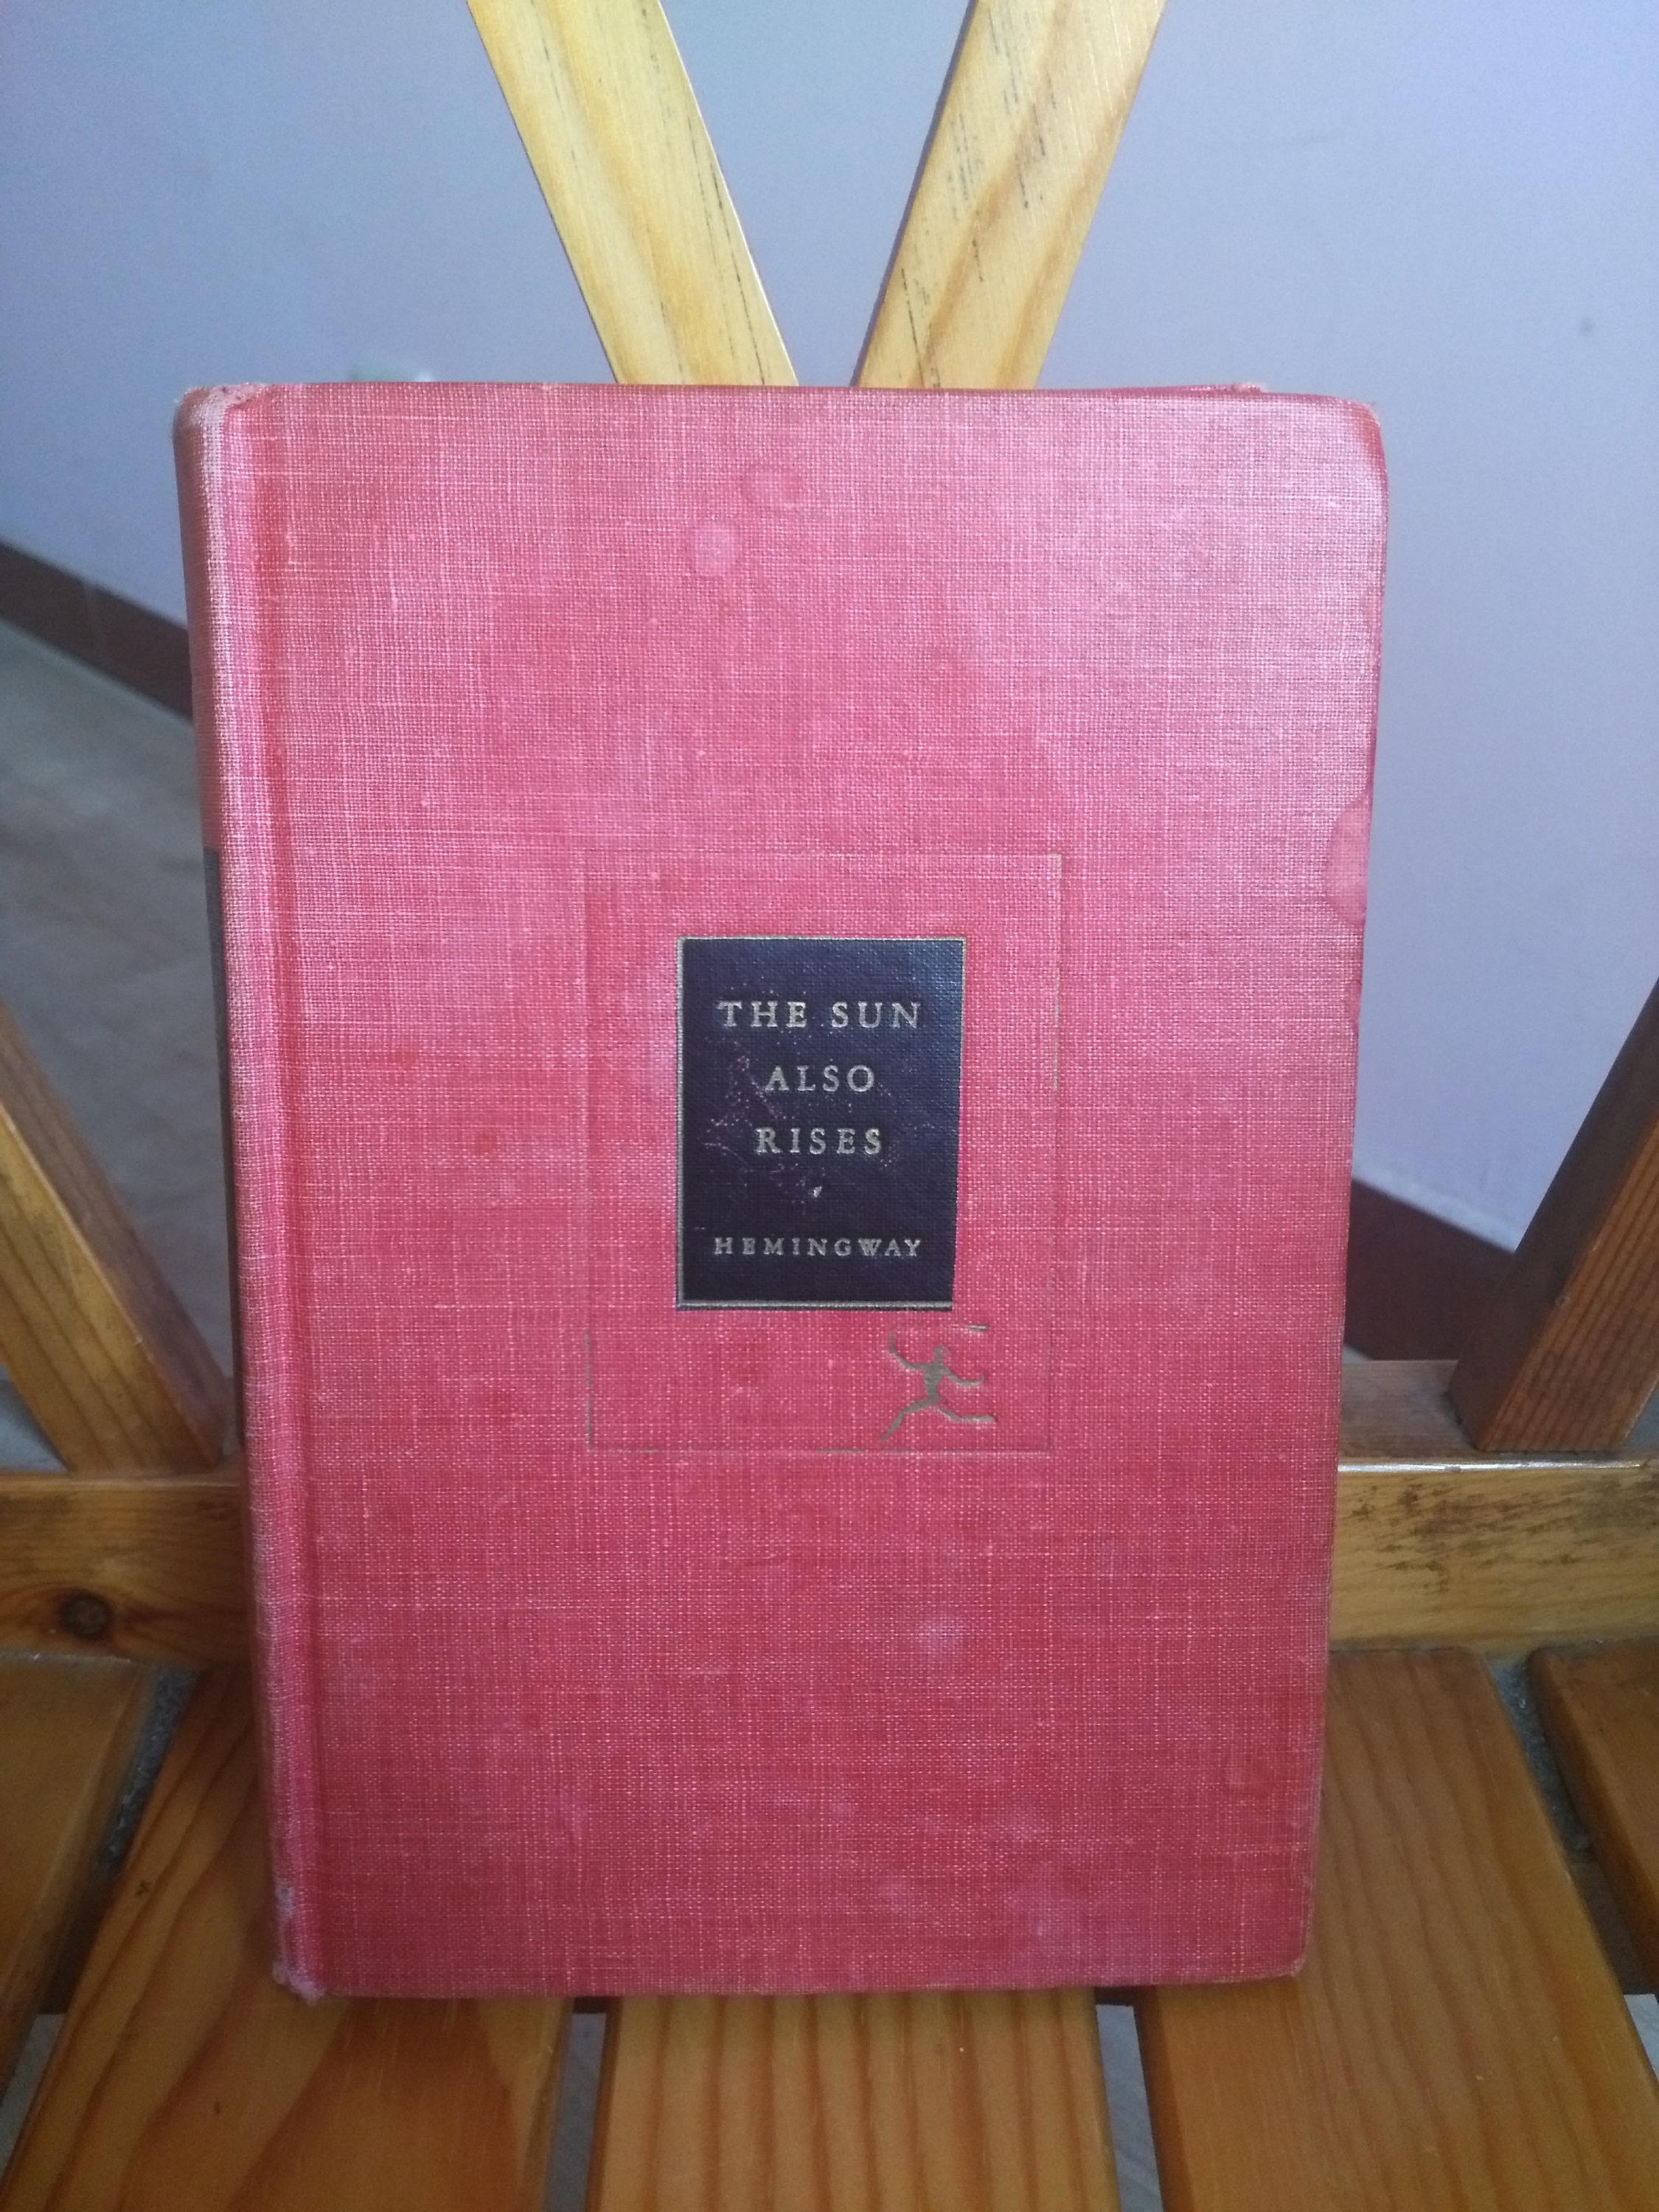 THE SUN
ALSO
RISES
HEMINGWAY